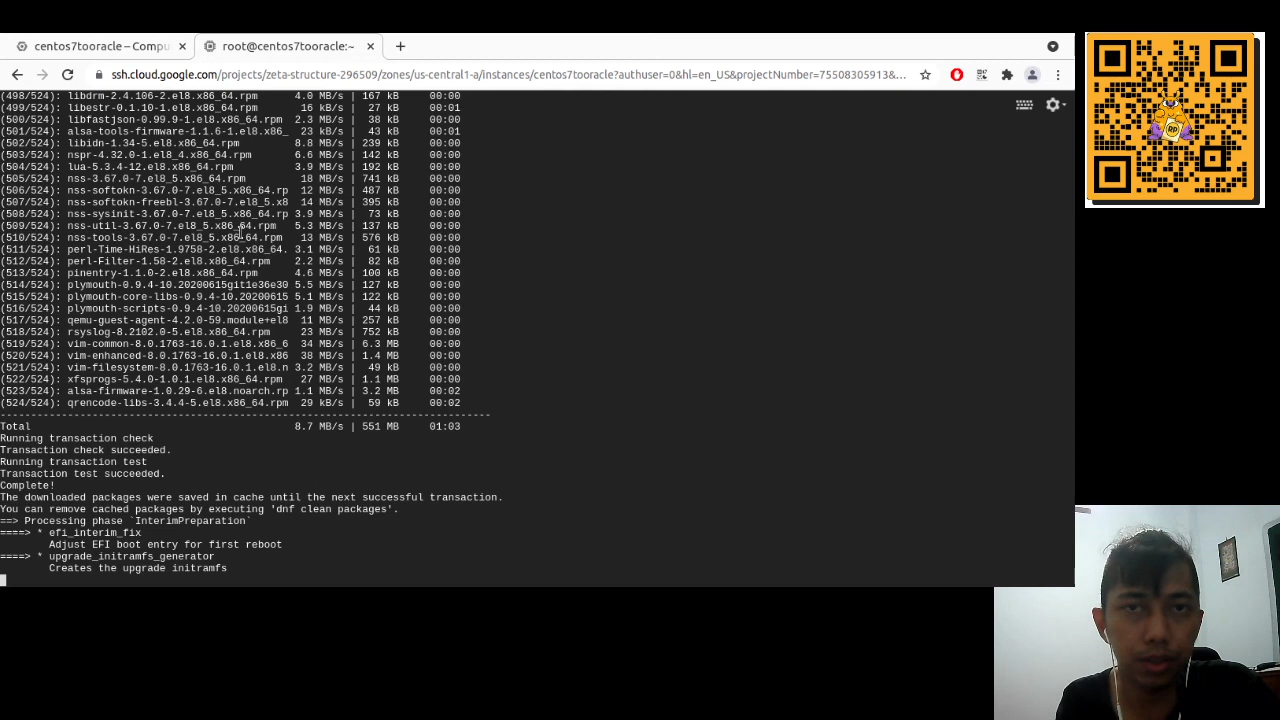 centos7tooracle – Compu
root@centos7tooracle:~
ssh.cloud.google.com/projects/zeta-structure-296509/zones/us-central1-a/instances/centos7tooracle?authuser=0&hl=en_US&projectNumber=75508305913&...
(498/524): libdrm-2.4.106-2.el8.x86_64.rpm 4.0 MB/s | 167 kB 00:00
(499/524): libestr-0.1.10-1.el8.x86_64.rpm 16 kB/s | 27 kB 00:01
(500/524): libfastjson-0.99.9-1.el8.x86_64.rpm 2.3 MB/s | 38 kB 00:00
(501/524): alsa-tools-firmware-1.1.6-1.el8.x86_ 23 kB/s | 43 kB 00:01
(502/524): libidn-1.34-5.el8.x86_64.rpm 8.8 MB/s | 239 kB 00:00
(503/524): nspr-4.32.0-1.el8_4.x86_64.rpm 6.6 MB/s | 142 kB 00:00
(504/524): lua-5.3.4-12.el8.x86_64.rpm 3.9 MB/s | 192 kB 00:00
(505/524): nss-3.67.0-7.el8_5.x86_64.rpm 18 MB/s | 741 kB 00:00
(506/524): nss-softokn-3.67.0-7.el8_5.x86_64.rp 12 MB/s | 487 kB 00:00
(507/524): nss-softokn-freebl-3.67.0-7.el8_5.x8 14 MB/s | 395 kB 00:00
(508/524): nss-sysinit-3.67.0-7.el8_5.x86_64.rp 3.9 MB/s | 73 kB 00:00
(509/524): nss-util-3.67.0-7.el8_5.x86_64.rpm 5.3 MB/s | 137 kB 00:00
(510/524): nss-tools-3.67.0-7.el8_5.x86_64.rpm 13 MB/s | 576 kB 00:00
(511/524): perl-Time-HiRes-1.9758-2.el8.x86_64. 3.1 MB/s | 61 kB 00:00
(512/524): perl-Filter-1.58-2.el8.x86_64.rpm 2.2 MB/s | 82 kB 00:00
(513/524): pinentry-1.1.0-2.el8.x86_64.rpm 4.6 MB/s | 100 kB 00:00
(514/524): plymouth-0.9.4-10.20200615git1e36e30 5.5 MB/s | 127 kB 00:00
(515/524): plymouth-core-libs-0.9.4-10.20200615 5.1 MB/s | 122 kB 00:00
(516/524): plymouth-scripts-0.9.4-10.20200615gi 1.9 MB/s | 44 kB 00:00
(517/524): qemu-guest-agent-4.2.0-59.module+el8 11 MB/s | 257 kB 00:00
(518/524): rsyslog-8.2102.0-5.el8.x86_64.rpm 23 MB/s | 752 kB 00:00
(519/524): vim-common-8.0.1763-16.0.1.el8.x86_6 34 MB/s | 6.3 MB 00:00
(520/524): vim-enhanced-8.0.1763-16.0.1.el8.x86 38 MB/s | 1.4 MB 00:00
(521/524): vim-filesystem-8.0.1763-16.0.1.el8.n 3.2 MB/s | 49 kB 00:00
(522/524): xfsprogs-5.4.0-1.0.1.el8.x86_64.rpm 27 MB/s | 1.1 MB 00:00
(523/524): alsa-firmware-1.0.29-6.el8.noarch.rp 1.1 MB/s | 3.2 MB 00:02
(524/524): qrencode-libs-3.4.4-5.el8.x86_64.rpm 29 kB/s | 59 kB 00:02
--------------------------------------------------------------------------------
Total 8.7 MB/s | 551 MB 01:03
Running transaction check
Transaction check succeeded.
Running transaction test
Transaction test succeeded.
Complete!
The downloaded packages were saved in cache until the next successful transaction.
You can remove cached packages by executing 'dnf clean packages'.
==> Processing phase `InterimPreparation`
====> * efi_interim_fix
Adjust EFI boot entry for first reboot
====> * upgrade_initramfs_generator
Creates the upgrade initramfs
RP